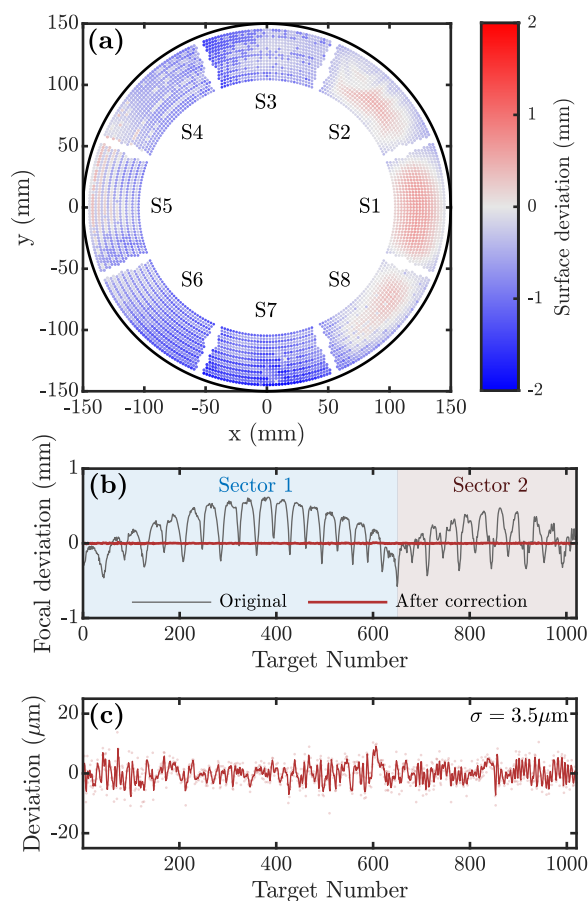 (a)
150
100
50
0
-50
-100
-150
y (mm)
S3
S4
S2
S5
S1
S6
S8
S7
-150
-100
-50
0
50
100
150
x (mm)
2
1
0
-1
-2
Surface deviation (mm)
(b)
Sector 1
Sector 2
1
0
-1
Focal deviation (mm)
Original
After correction
0
200
400
600
800
1000
Target Number
(c)
σ = 3.5μm
20
0
-20
Deviation (μm)
200
400
600
800
1000
Target Number